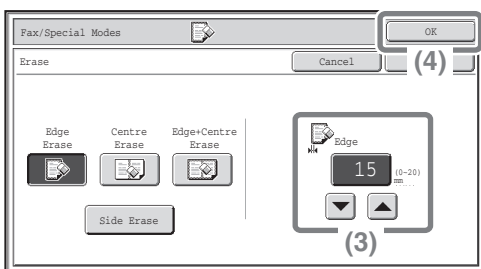 Fax/Special Modes
OK
Erase
Cancel
(4)
Edge
Erase
Centre
Erase
Edge+Centre
Erase
Side Erase
Edge
15
(0~20)
mm
(3)